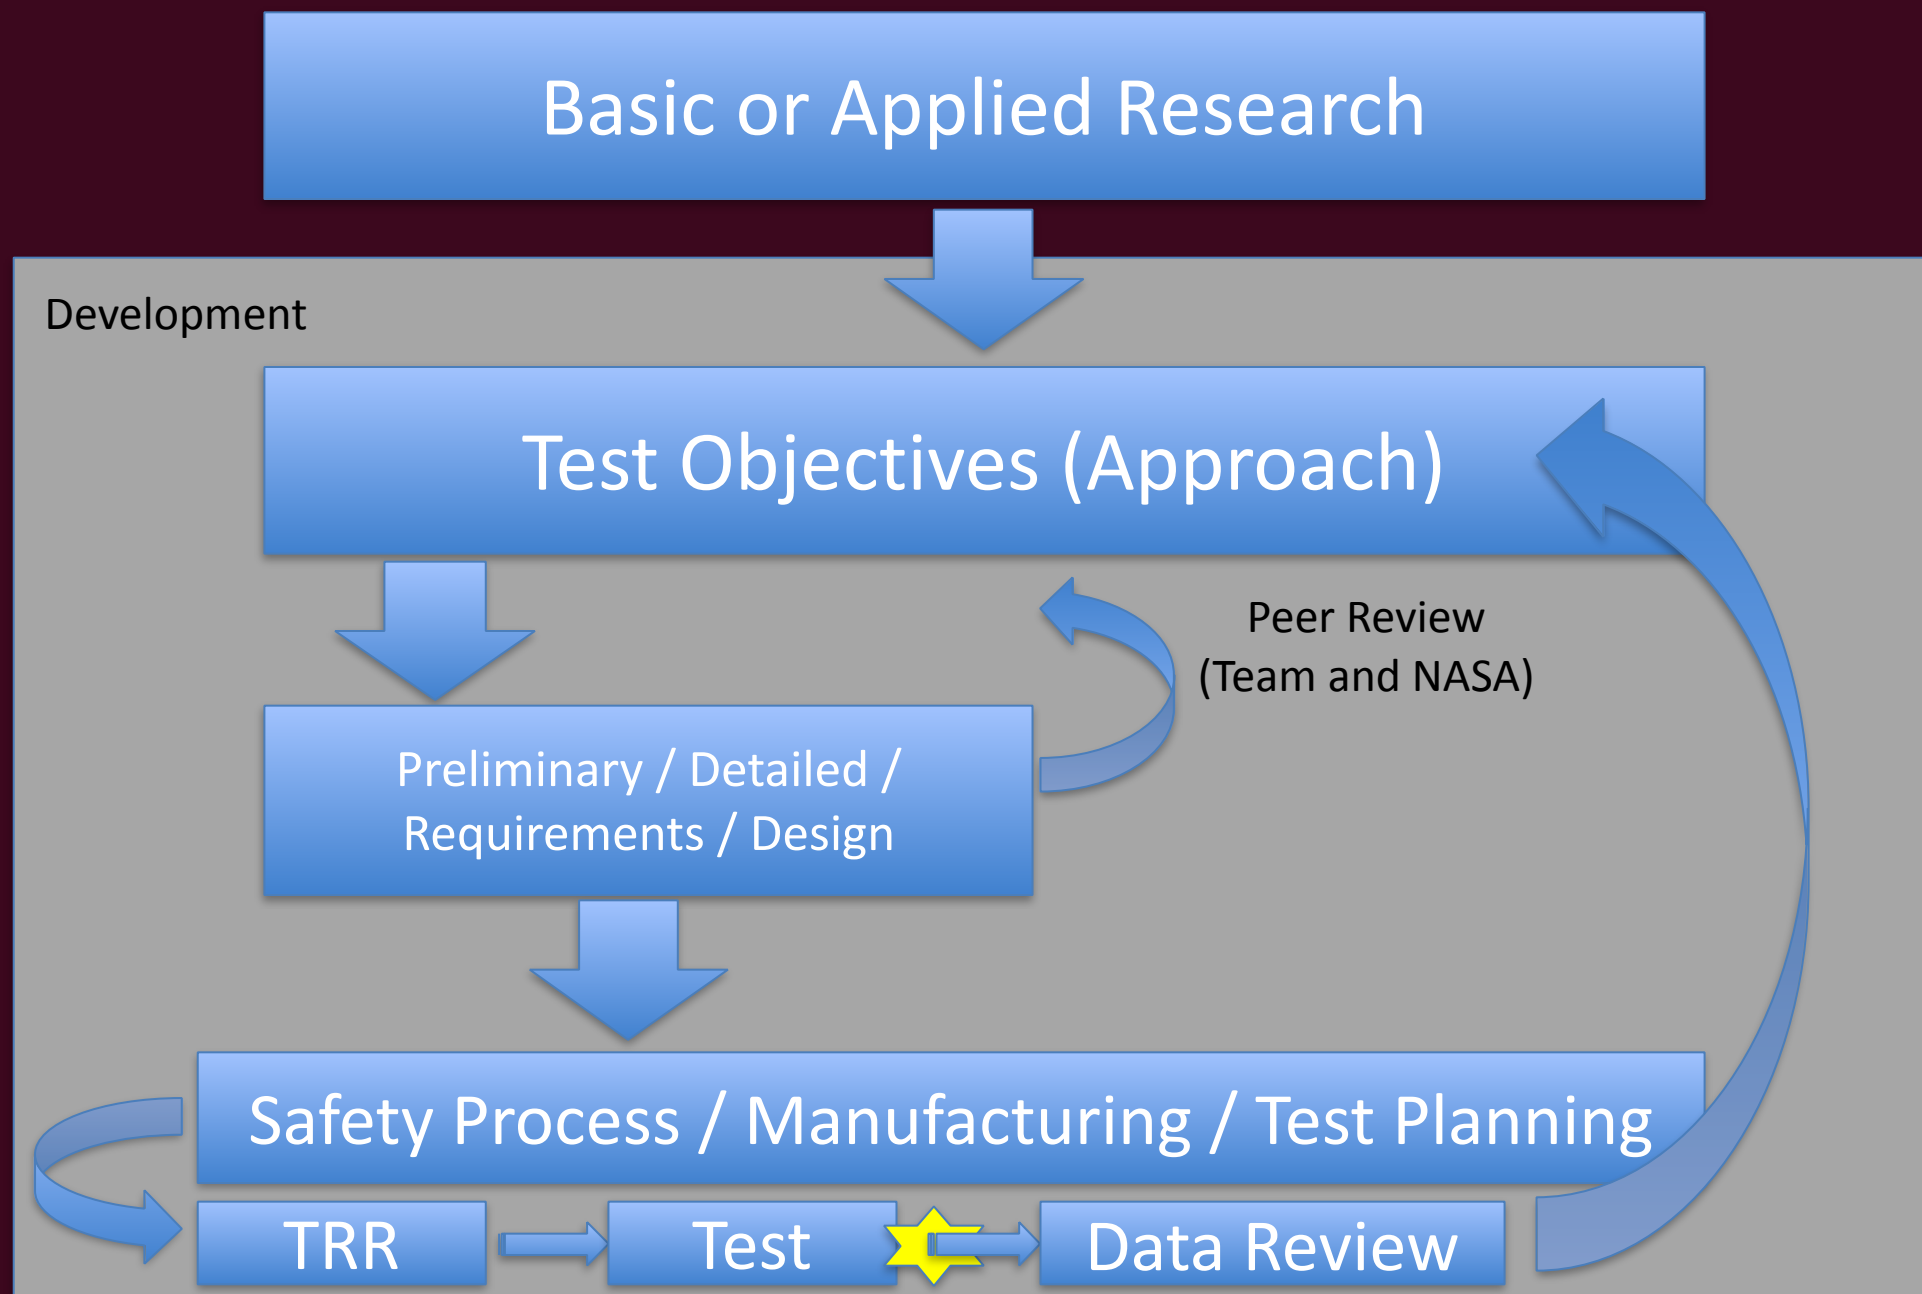 Basic or Applied Research
Development
Test Objectives (Approach)
Peer Review
(Team and NASA)
Preliminary / Detailed /
Requirements / Design
Safety Process / Manufacturing / Test Planning
TRR
Test
Data Review